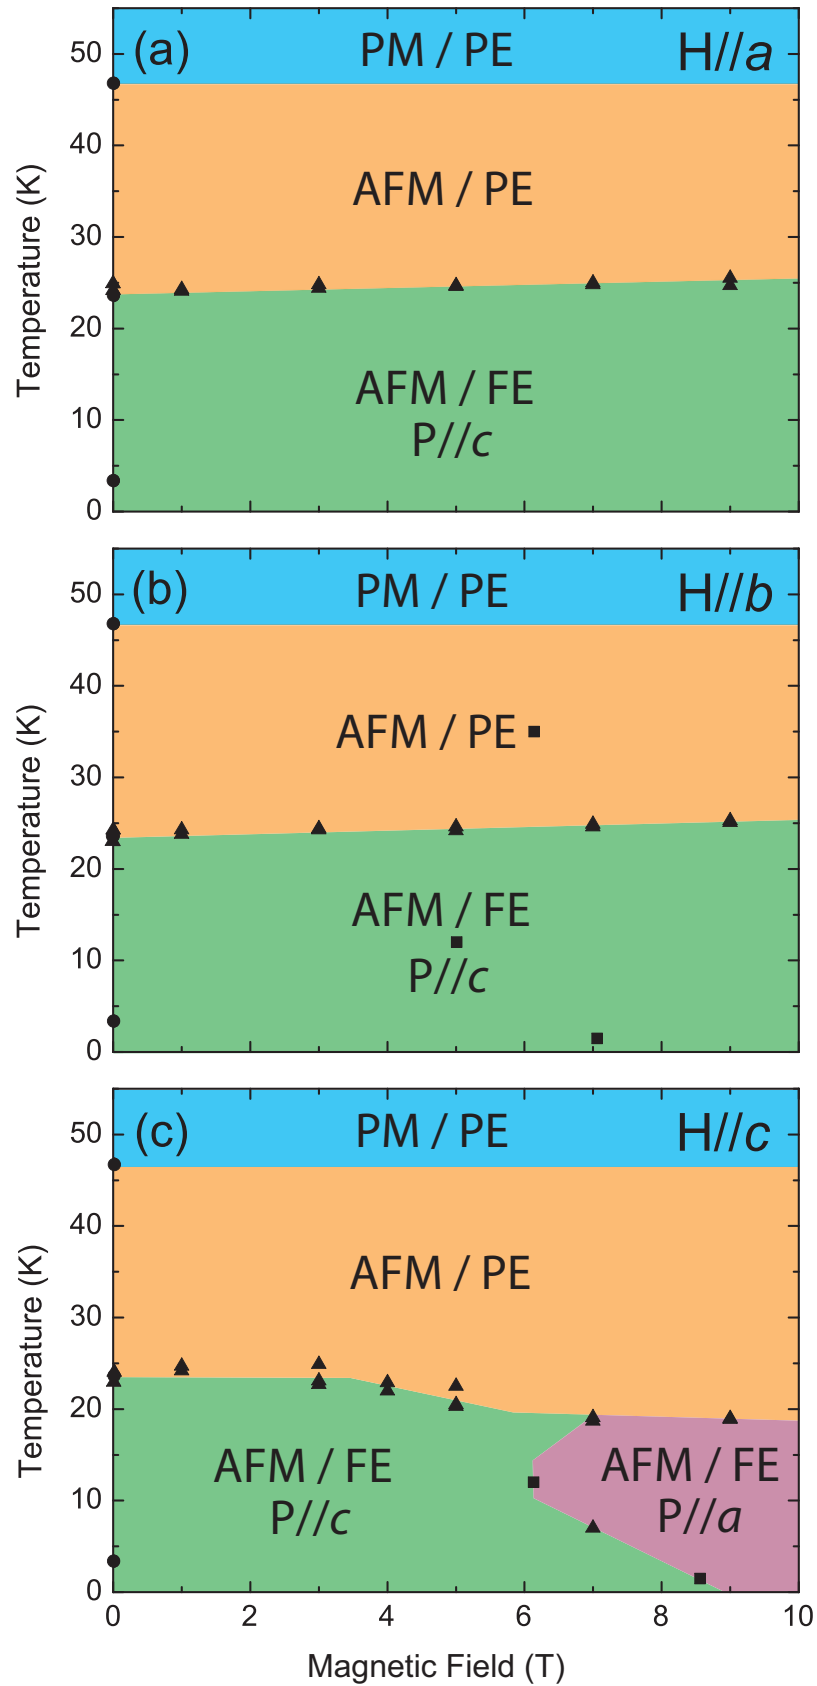 (a) PM / PE H//a
50
40
30
20
10
0
Temperature (K)
AFM / PE
AFM / FE
P//c
(b) PM / PE H//b
50
40
30
20
10
0
Temperature (K)
AFM / PE
AFM / FE
P//c
(c) PM / PE H//c
50
40
30
20
10
0
Temperature (K)
AFM / PE
AFM / FE
P//c
AFM / FE
P//a
0 2 4 6 8 10
Magnetic Field (T)